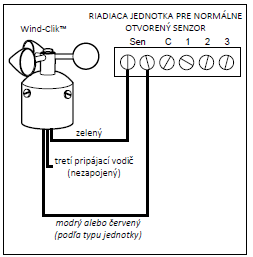 RIADIACA JEDNOTKA PRE NORMÁLNE
OTVORENÝ SENZOR
Wind-Clik™
Sen C 1 2 3
zelený
tretí pripájací vodič
(nezapojený)
modrý alebo červený
(podľa typu jednotky)